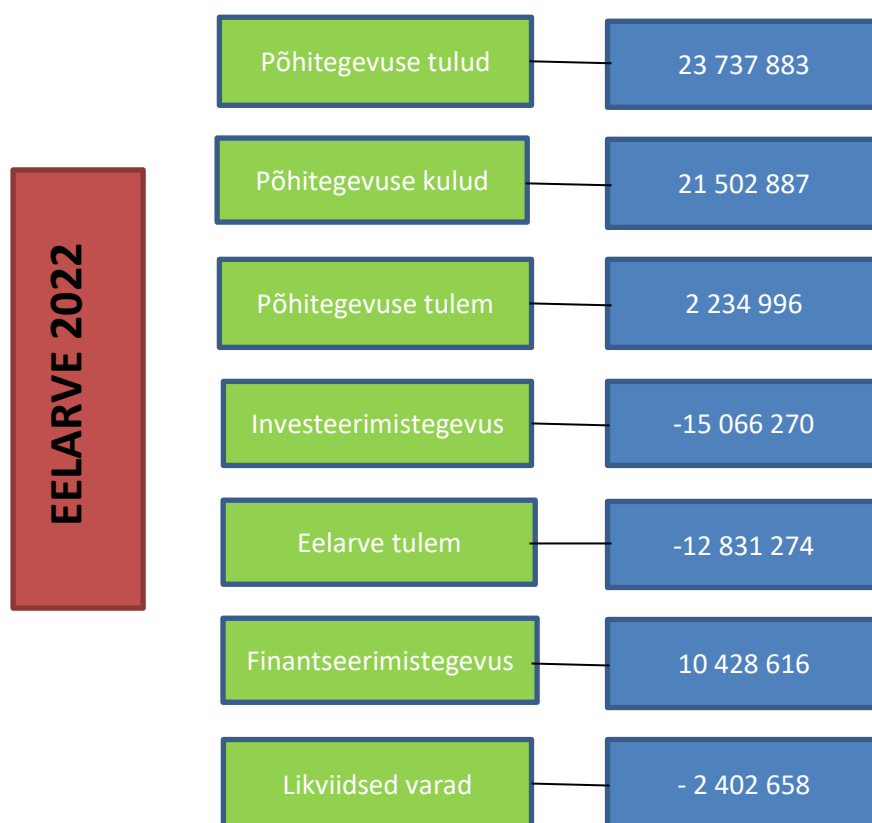 EELARVE 2022
Põhitegevuse tulud
23 737 883
Põhitegevuse kulud
21 502 887
Põhitegevuse tulem
2 234 996
Investeerimistegevus
-15 066 270
Eelarve tulem
-12 831 274
Finantseerimistegevus
10 428 616
Likviidsed varad
- 2 402 658